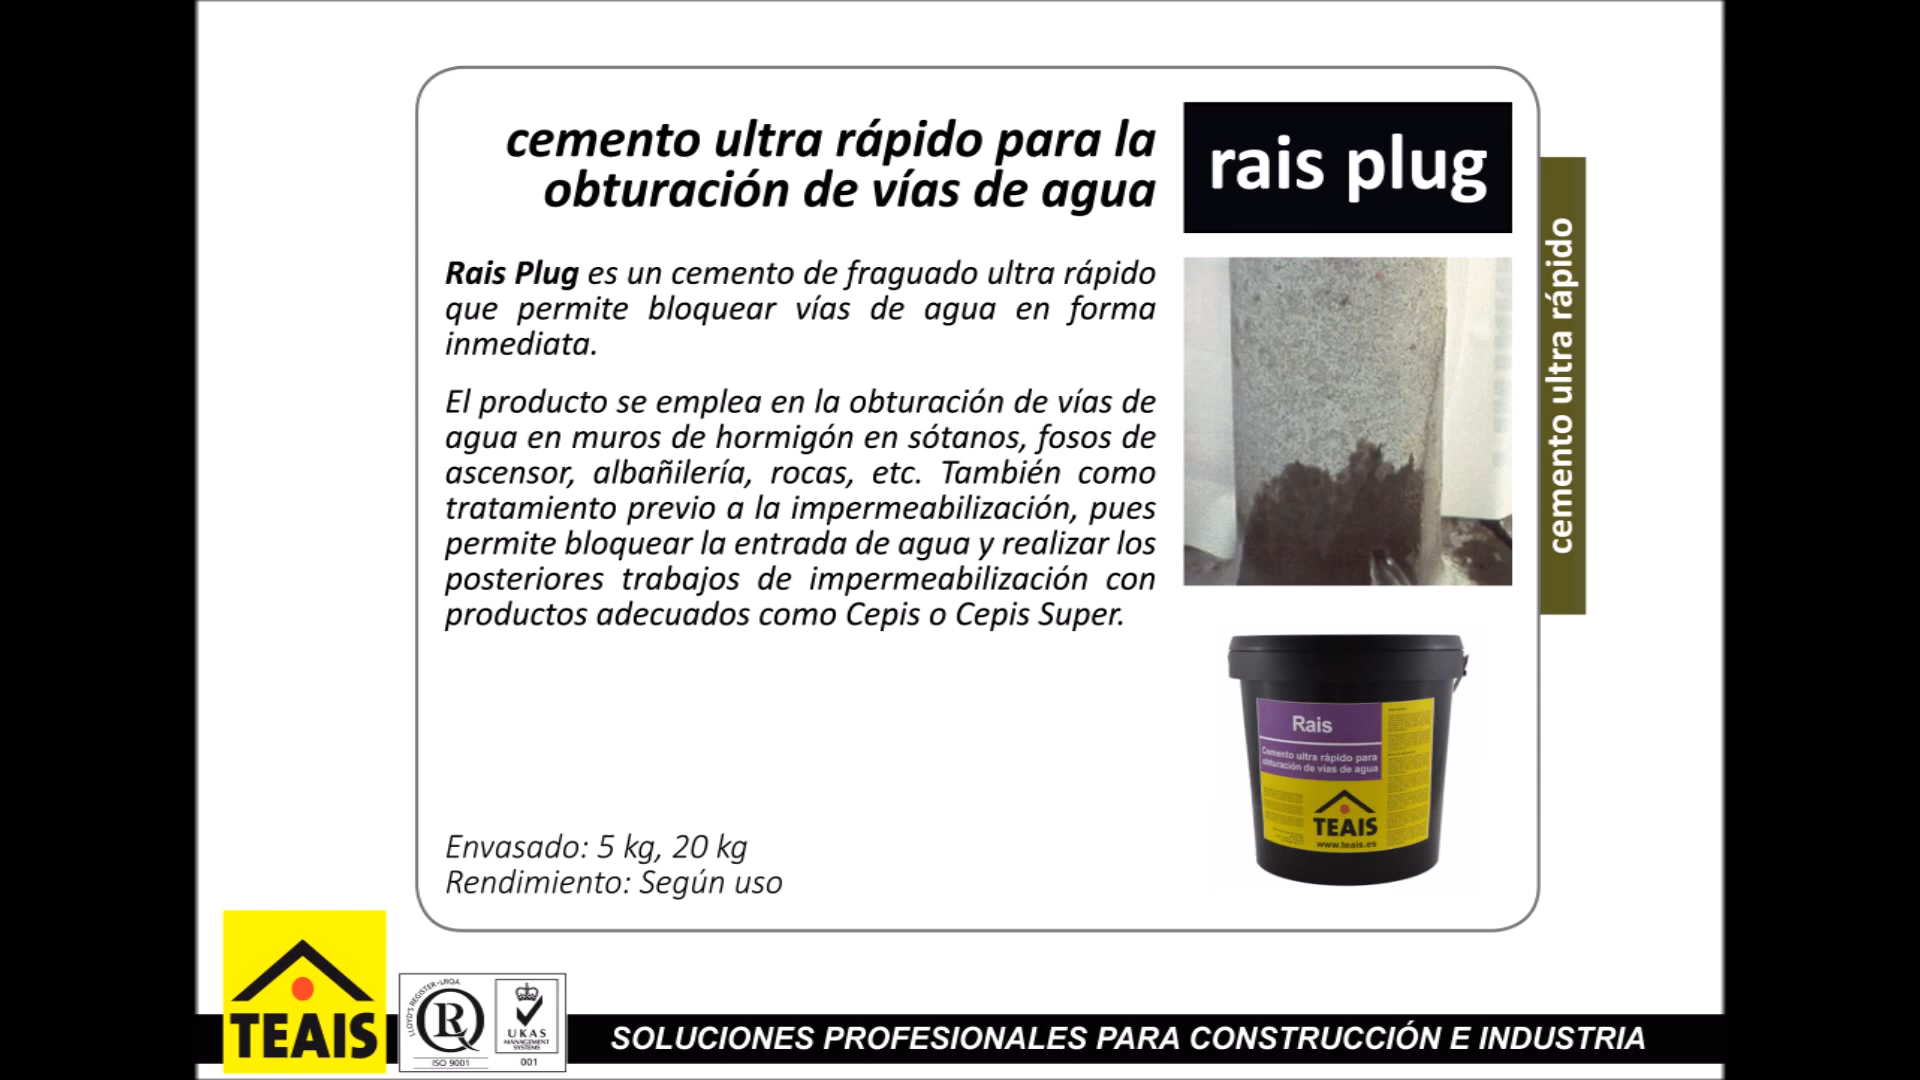 cemento ultra rápido para la
obturación de vías de agua
rais plug
cemento ultra rápido
Rais Plug es un cemento de fraguado ultra rápido
que permite bloquear vías de agua en forma
inmediata.
El producto se emplea en la obturación de vías de
agua en muros de hormigón en sótanos, fosos de
ascensor, albañilería, rocas, etc. También como
tratamiento previo a la impermeabilización, pues
permite bloquear la entrada de agua y realizar los
posteriores trabajos de impermeabilización con
productos adecuados como Cepis o Cepis Super.
Rais
Cemento ultra rápido para
obturación de vías de agua
TEAIS
www.teais.es
Envasado: 5 kg, 20 kg
Rendimiento: Según uso
TEAIS
LLOYD'S REGISTER • LRQA
R
ISO 9001
UKAS
MANAGEMENT
SYSTEMS
001
SOLUCIONES PROFESIONALES PARA CONSTRUCCIÓN E INDUSTRIA